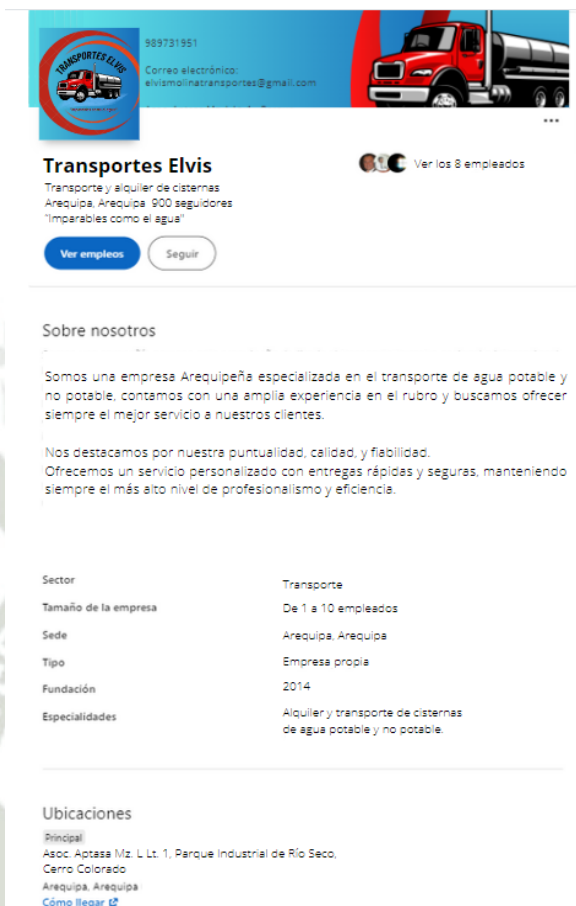 989731951
Correo electrónico:
elvismolinatransportes@gmail.com
TRANSPORTES ELVIS
Transportes Elvis
Ver los 8 empleados
Transporte y alquiler de cisternas
Arequipa, Arequipa 900 seguidores
"Imparables como el agua"
Ver empleos
Seguir
Sobre nosotros
Somos una empresa Arequipeña especializada en el transporte de agua potable y
no potable, contamos con una amplia experiencia en el rubro y buscamos ofrecer
siempre el mejor servicio a nuestros clientes.
Nos destacamos por nuestra puntualidad, calidad, y fiabilidad.
Ofrecemos un servicio personalizado con entregas rápidas y seguras, manteniendo
siempre el más alto nivel de profesionalismo y eficiencia.
Sector
Transporte
Tamaño de la empresa
De 1 a 10 empleados
Sede
Arequipa, Arequipa
Tipo
Empresa propia
Fundación
2014
Especialidades
Alquiler y transporte de cisternas
de agua potable y no potable.
Ubicaciones
Principal
Asoc. Aptasa Mz. L Lt. 1, Parque Industrial de Río Seco,
Cerro Colorado
Arequipa, Arequipa
Cómo llegar